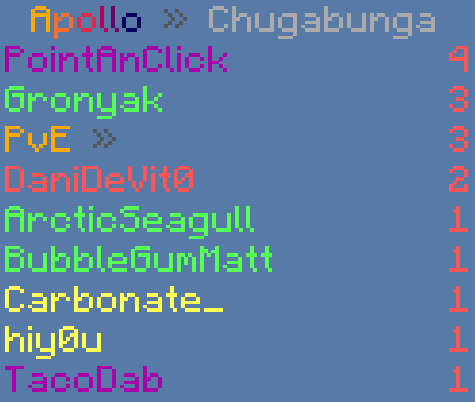 Apollo » Chugabunga
PointAnClick 4
Gronyak 3
PvE » 3
DaniDeVit0 2
ArcticSeagull 1
BubbleGumMatt 1
Carbonate_ 1
hiy0u 1
TacoDab 1